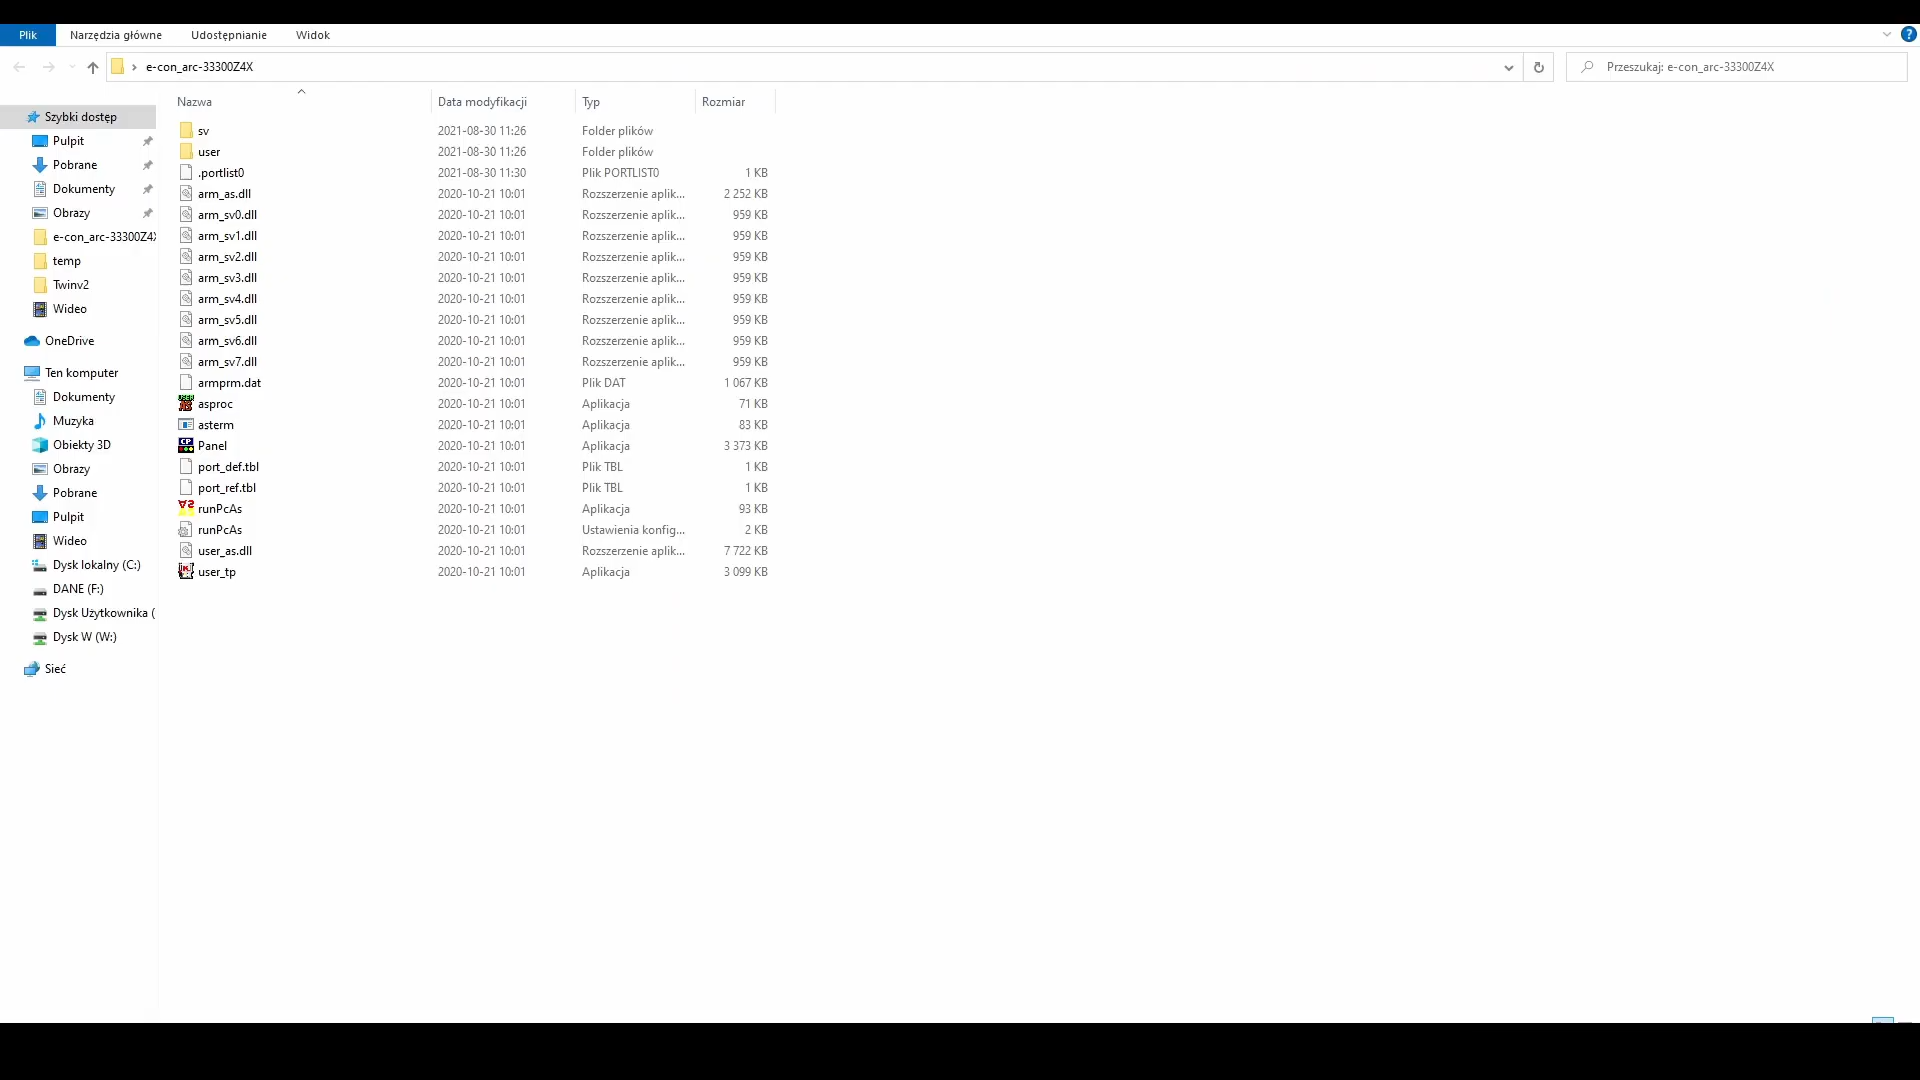 Plik Narzędzia główne Udostępnianie Widok ?
e-con_arc-33300Z4X Przeszukaj: e-con_arc-33300Z4X
Szybki dostęp
Pulpit
Pobrane
Dokumenty
Obrazy
e-con_arc-33300Z4X
temp
Twinv2
Wideo
OneDrive
Ten komputer
Dokumenty
Muzyka
Obiekty 3D
Obrazy
Pobrane
Pulpit
Wideo
Dysk lokalny (C:)
DANE (F:)
Dysk Użytkownika (
Dysk W (W:)
Sieć
Nazwa Data modyfikacji Typ Rozmiar
sv 2021-08-30 11:26 Folder plików
user 2021-08-30 11:26 Folder plików
.portlist0 2021-08-30 11:30 Plik PORTLIST0 1 KB
arm_as.dll 2020-10-21 10:01 Rozszerzenie aplik... 2 252 KB
arm_sv0.dll 2020-10-21 10:01 Rozszerzenie aplik... 959 KB
arm_sv1.dll 2020-10-21 10:01 Rozszerzenie aplik... 959 KB
arm_sv2.dll 2020-10-21 10:01 Rozszerzenie aplik... 959 KB
arm_sv3.dll 2020-10-21 10:01 Rozszerzenie aplik... 959 KB
arm_sv4.dll 2020-10-21 10:01 Rozszerzenie aplik... 959 KB
arm_sv5.dll 2020-10-21 10:01 Rozszerzenie aplik... 959 KB
arm_sv6.dll 2020-10-21 10:01 Rozszerzenie aplik... 959 KB
arm_sv7.dll 2020-10-21 10:01 Rozszerzenie aplik... 959 KB
armprm.dat 2020-10-21 10:01 Plik DAT 1 067 KB
asproc 2020-10-21 10:01 Aplikacja 71 KB
asterm 2020-10-21 10:01 Aplikacja 83 KB
Panel 2020-10-21 10:01 Aplikacja 3 373 KB
port_def.tbl 2020-10-21 10:01 Plik TBL 1 KB
port_ref.tbl 2020-10-21 10:01 Plik TBL 1 KB
runPcAs 2020-10-21 10:01 Aplikacja 93 KB
runPcAs 2020-10-21 10:01 Ustawienia konfig... 2 KB
user_as.dll 2020-10-21 10:01 Rozszerzenie aplik... 7 722 KB
user_tp 2020-10-21 10:01 Aplikacja 3 099 KB